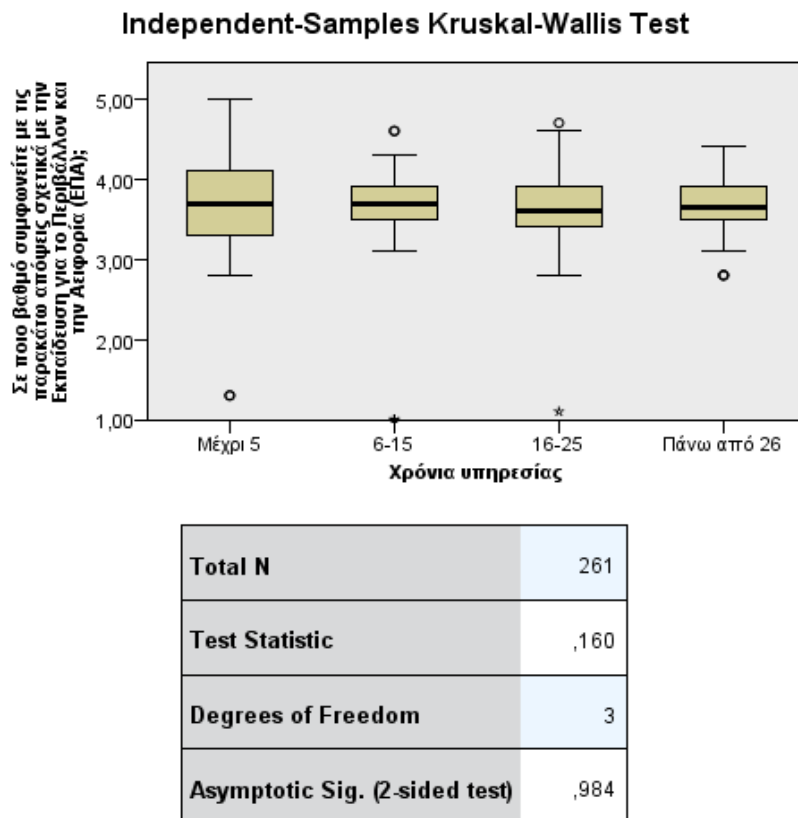 Independent-Samples Kruskal-Wallis Test
Σε ποιο βαθμό συμφωνείτε με τις
παρακάτω απόψεις σχετικά με την
Εκπαίδευση για το Περιβάλλον και
την Αειφορία (ΕΠΑ);
5,00
4,00
3,00
2,00
1,00
Μέχρι 5 6-15 16-25 Πάνω από 26
Χρόνια υπηρεσίας
Total N 261
Test Statistic ,160
Degrees of Freedom 3
Asymptotic Sig. (2-sided test) ,984